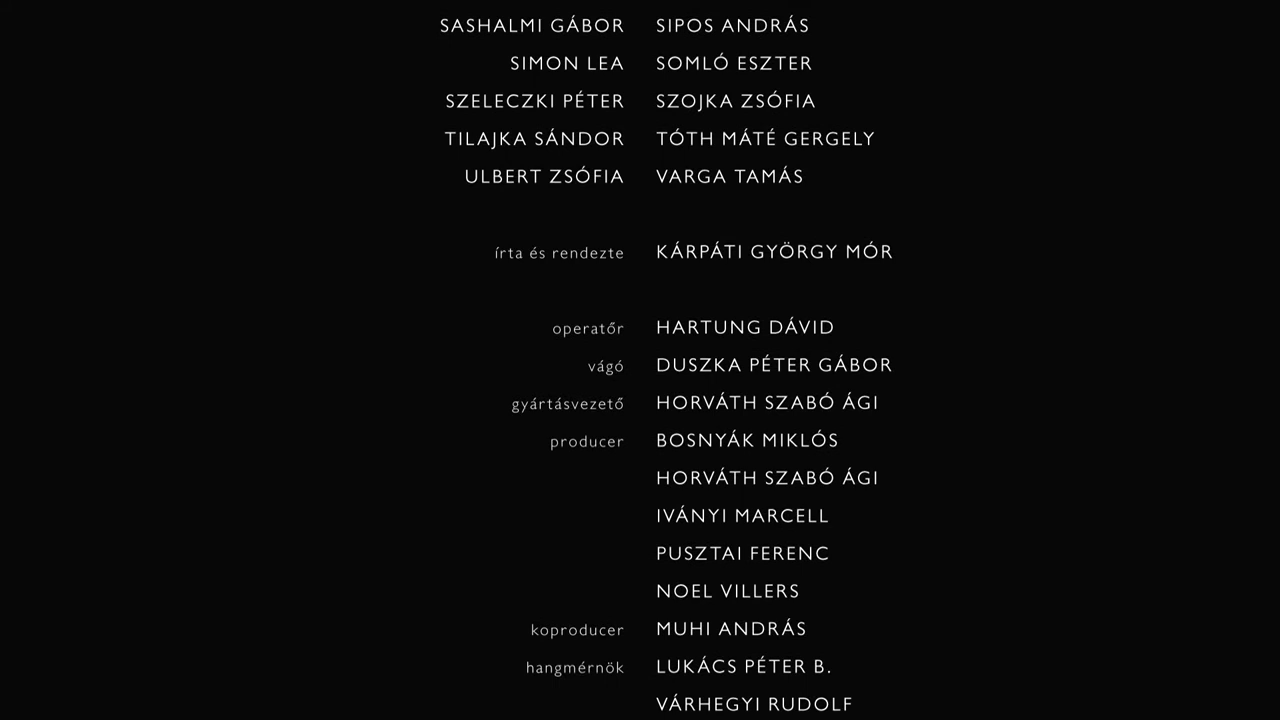 SASHALMI GÁBOR SIPOS ANDRÁS
SIMON LEA SOMLÓ ESZTER
SZELECZKI PÉTER SZOJKA ZSÓFIA
TILAJKA SÁNDOR TÓTH MÁTÉ GERGELY
ULBERT ZSÓFIA VARGA TAMÁS
írta és rendezte KÁRPÁTI GYÖRGY MÓR
operatőr HARTUNG DÁVID
vágó DUSZKA PÉTER GÁBOR
gyártásvezető HORVÁTH SZABÓ ÁGI
producer BOSNYÁK MIKLÓS
HORVÁTH SZABÓ ÁGI
IVÁNYI MARCELL
PUSZTAI FERENC
NOEL VILLERS
koproducer MUHI ANDRÁS
hangmérnök LUKÁCS PÉTER B.
VÁRHEGYI RUDOLF